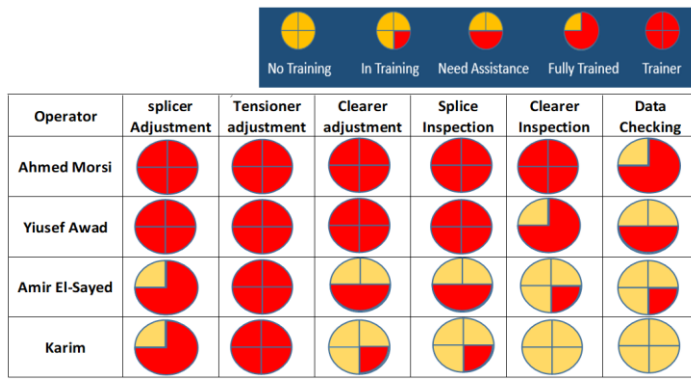 No Training In Training Need Assistance Fully Trained Trainer
Operator splicer Adjustment Tensioner adjustment Clearer adjustment Splice Inspection Clearer Inspection Data Checking
Ahmed Morsi
Yiusef Awad
Amir El-Sayed
Karim